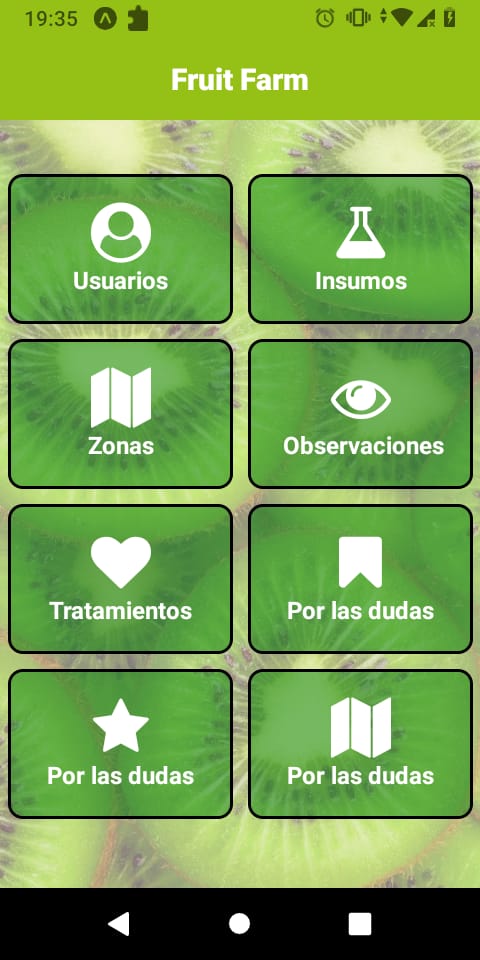 19:35
Fruit Farm
Usuarios
Insumos
Zonas
Observaciones
Tratamientos
Por las dudas
Por las dudas
Por las dudas